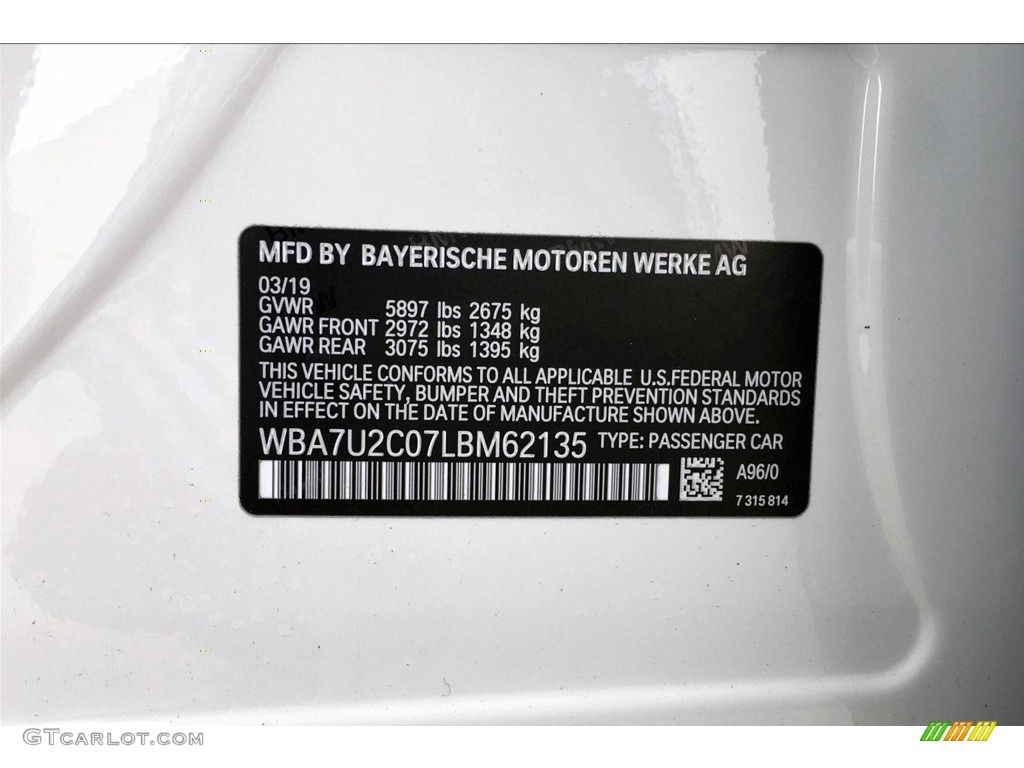 MFD BY BAYERISCHE MOTOREN WERKE AG
03/19
GVWR 5897 lbs 2675 kg
GAWR FRONT 2972 lbs 1348 kg
GAWR REAR 3075 lbs 1395 kg
THIS VEHICLE CONFORMS TO ALL APPLICABLE U.S.FEDERAL MOTOR
VEHICLE SAFETY, BUMPER AND THEFT PREVENTION STANDARDS
IN EFFECT ON THE DATE OF MANUFACTURE SHOWN ABOVE.
WBA7U2C07LBM62135 TYPE: PASSENGER CAR
A96/0
7 315 814
GTCARLOT.COM